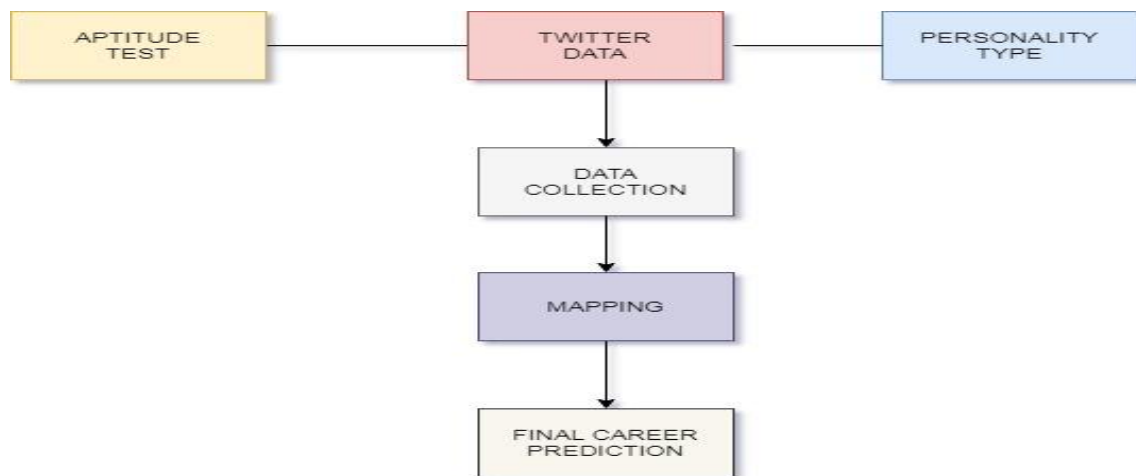 APTITUDE
TEST
TWITTER
DATA
PERSONALITY
TYPE
DATA
COLLECTION
MAPPING
FINAL CAREER
PREDICTION